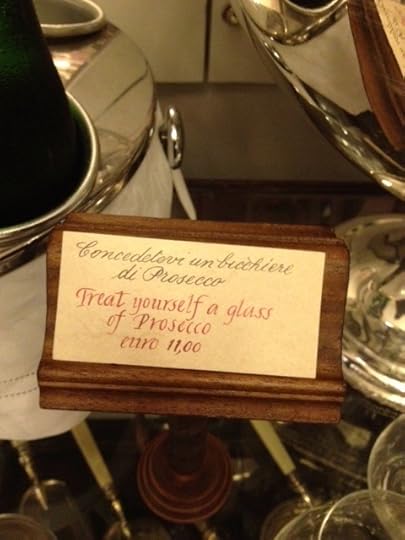 Concedetevi un bicchiere
di Prosecco
Treat yourself a glass
of Prosecco
euro 11,00